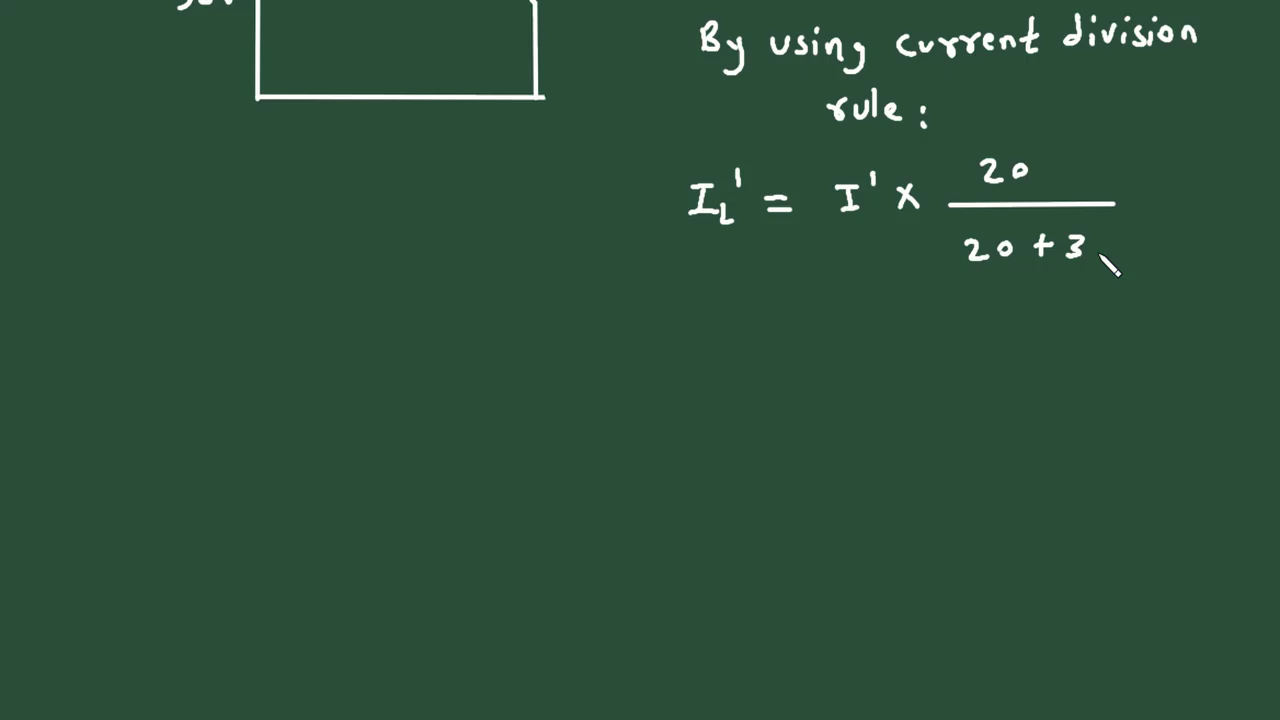 By using current division
rule :
I_L' = I' × 20 / (20 + 3